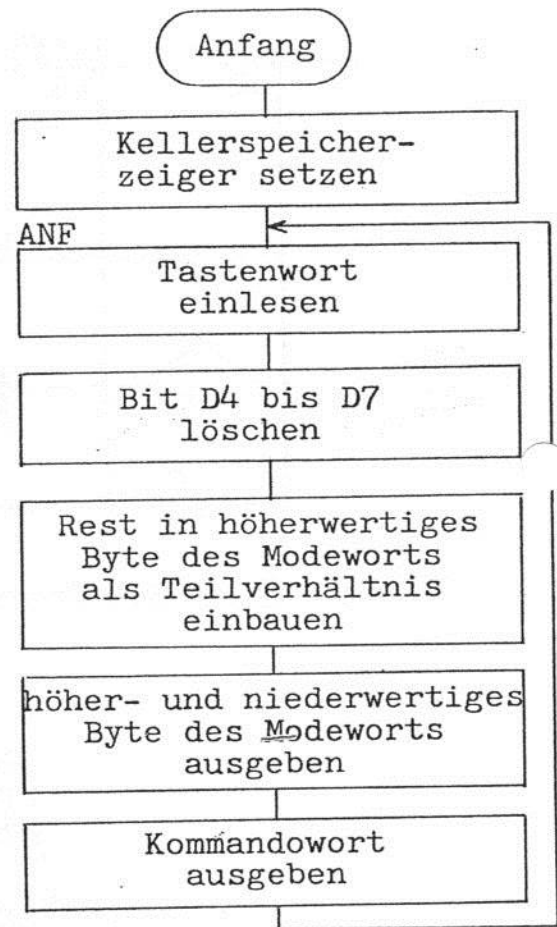 Anfang
Kellerspeicher-
zeiger setzen
ANF
Tastenwort
einlesen
Bit D4 bis D7
löschen
Rest in höherwertiges
Byte des Modeworts
als Teilverhältnis
einbauen
höher- und niederwertiges
Byte des Modeworts
ausgeben
Kommandowort
ausgeben